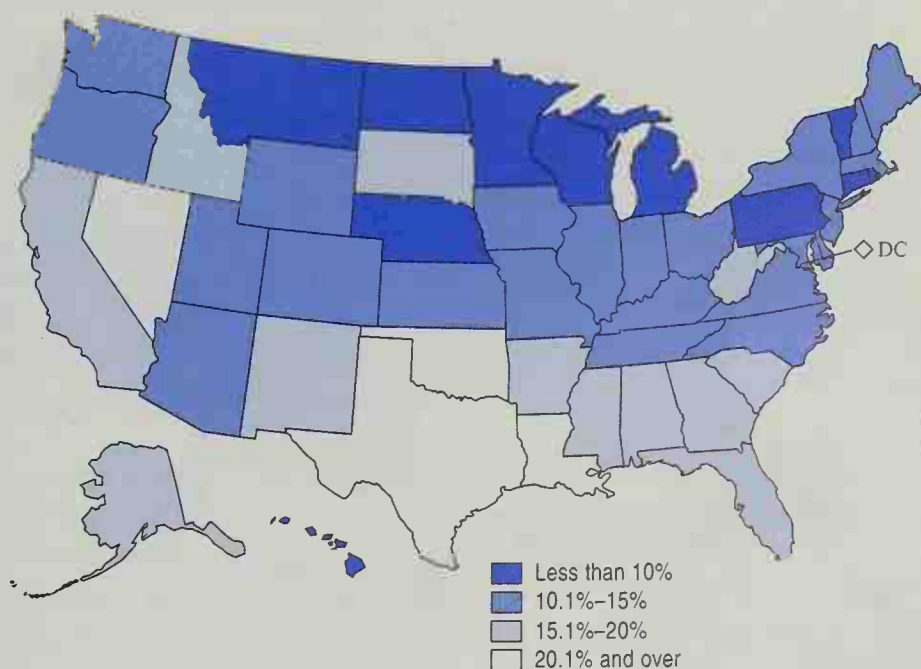 DC
Less than 10%
10.1%–15%
15.1%–20%
20.1% and over